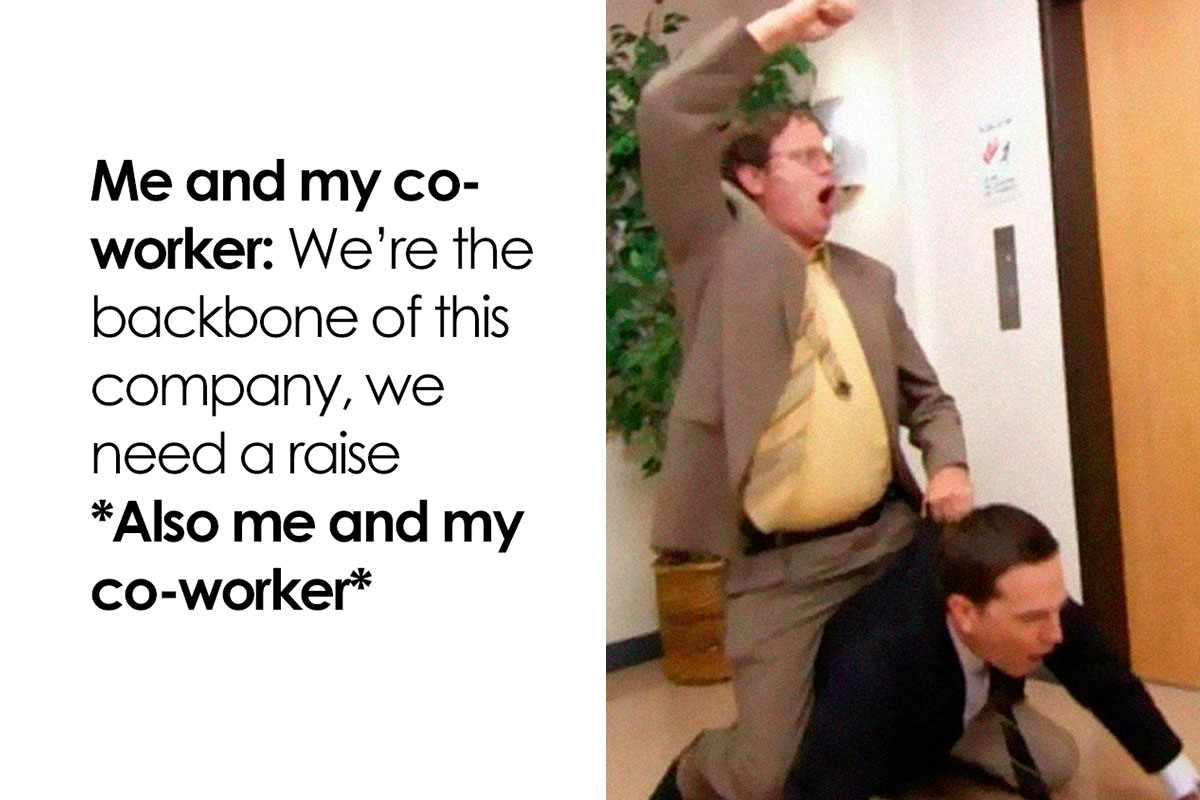 Me and my co-
worker: We’re the
backbone of this
company, we
need a raise
*Also me and my
co-worker*